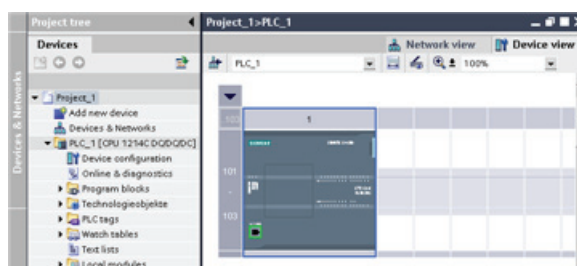 Project tree
Project_1>PLC_1
Devices
Network view
Device view
PLC_1
100%
Devices & Networks
Project_1
Add new device
Devices & Networks
PLC_1 [CPU 1214C DC/DC/DC]
Device configuration
Online & diagnostics
Program blocks
Technologieobjekte
PLC tags
Watch tables
Text lists
Local modules
103
1
101
103
SIEMENS